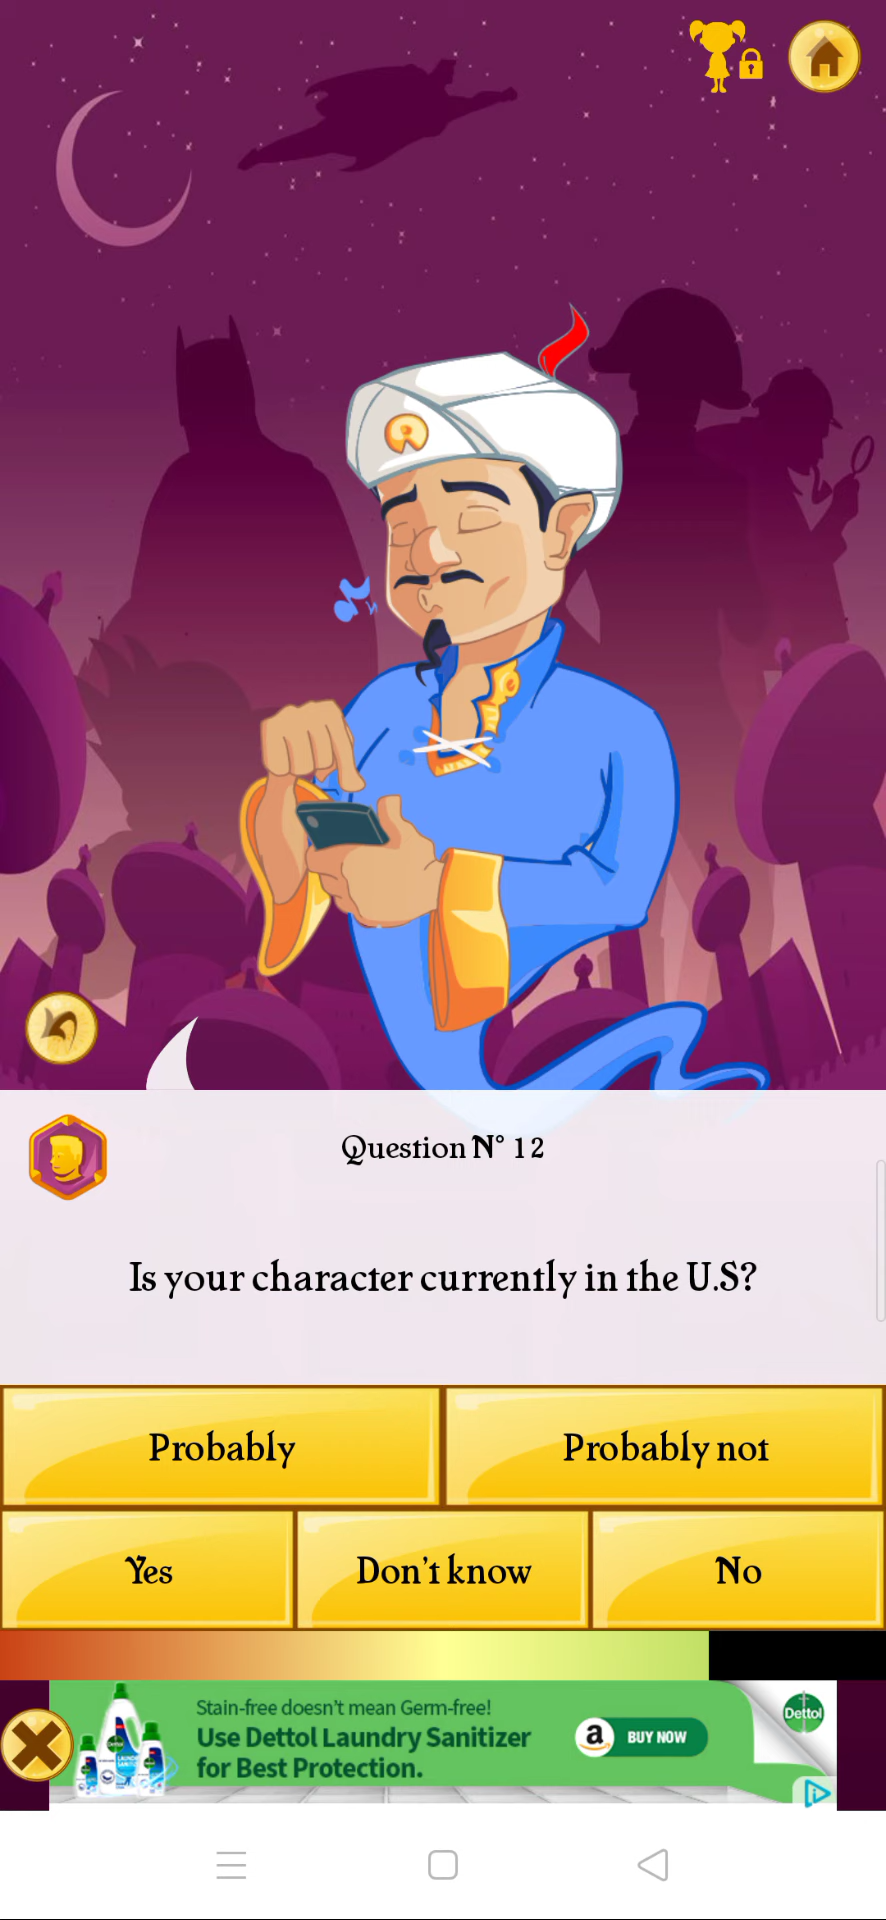 Question N° 12
Is your character currently in the U.S?
Probably
Probably not
Yes
Don't know
No
Stain-free doesn't mean Germ-free!
Use Dettol Laundry Sanitizer
for Best Protection.
a
BUY NOW
Dettol